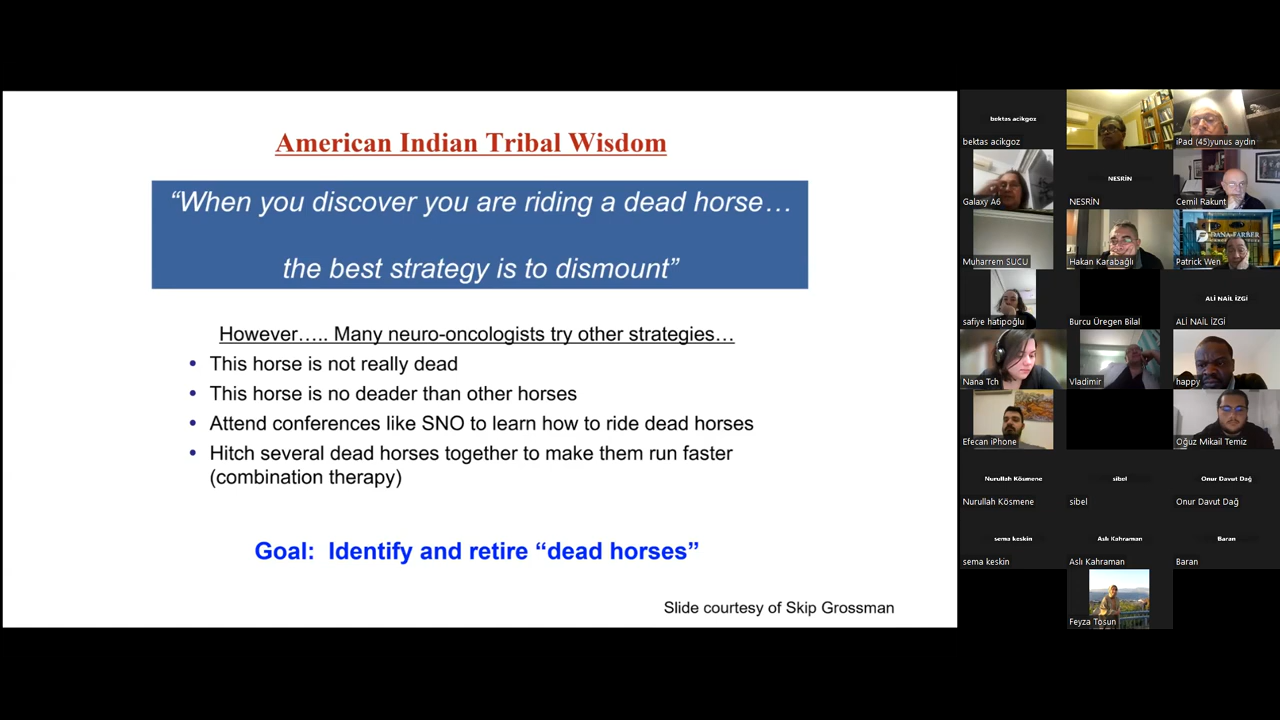 American Indian Tribal Wisdom
“When you discover you are riding a dead horse…
the best strategy is to dismount”
However….. Many neuro-oncologists try other strategies…
• This horse is not really dead
• This horse is no deader than other horses
• Attend conferences like SNO to learn how to ride dead horses
• Hitch several dead horses together to make them run faster
(combination therapy)
Goal: Identify and retire “dead horses”
Slide courtesy of Skip Grossman
bektas acikgoz
bektas acikgoz
iPad (45)yunus aydin
Galaxy A6
NESRİN
NESRİN
Cemil Rakunt
Muharrem SUCU
Hakan Karabağlı
DANA-FARBER
Patrick Wen
safiye hatipoğlu
Burcu Üregen Bilal
ALİ NAİL İZGİ
ALİ NAİL İZGİ
Nana Tch
Vladimir
happy
Efecan iPhone
Oğuz Mikail Temiz
Nurullah Kösmene
Nurullah Kösmene
sibel
sibel
Onur Davut Dağ
Onur Davut Dağ
sema keskin
sema keskin
Aslı Kahraman
Aslı Kahraman
Baran
Baran
Feyza Tosun